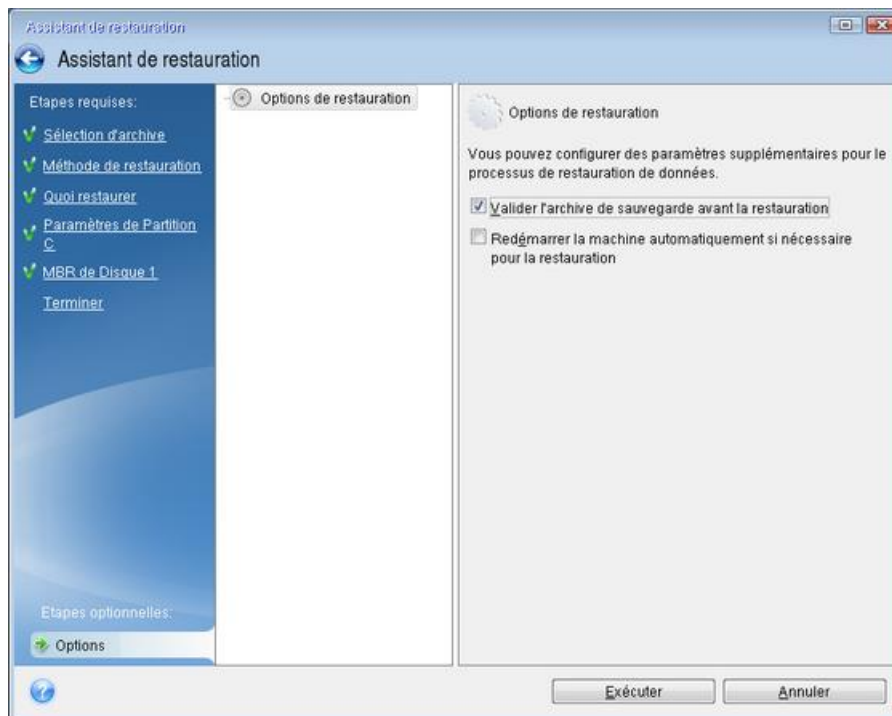 Assistant de restauration
Assistant de restauration
Etapes requises:
Sélection d'archive
Méthode de restauration
Quoi restaurer
Paramètres de Partition
C
MBR de Disque 1
Terminer
Etapes optionnelles:
Options
Options de restauration
Options de restauration
Vous pouvez configurer des paramètres supplémentaires pour le
processus de restauration de données.
Valider l'archive de sauvegarde avant la restauration
Redémarrer la machine automatiquement si nécessaire
pour la restauration
Exécuter
Annuler